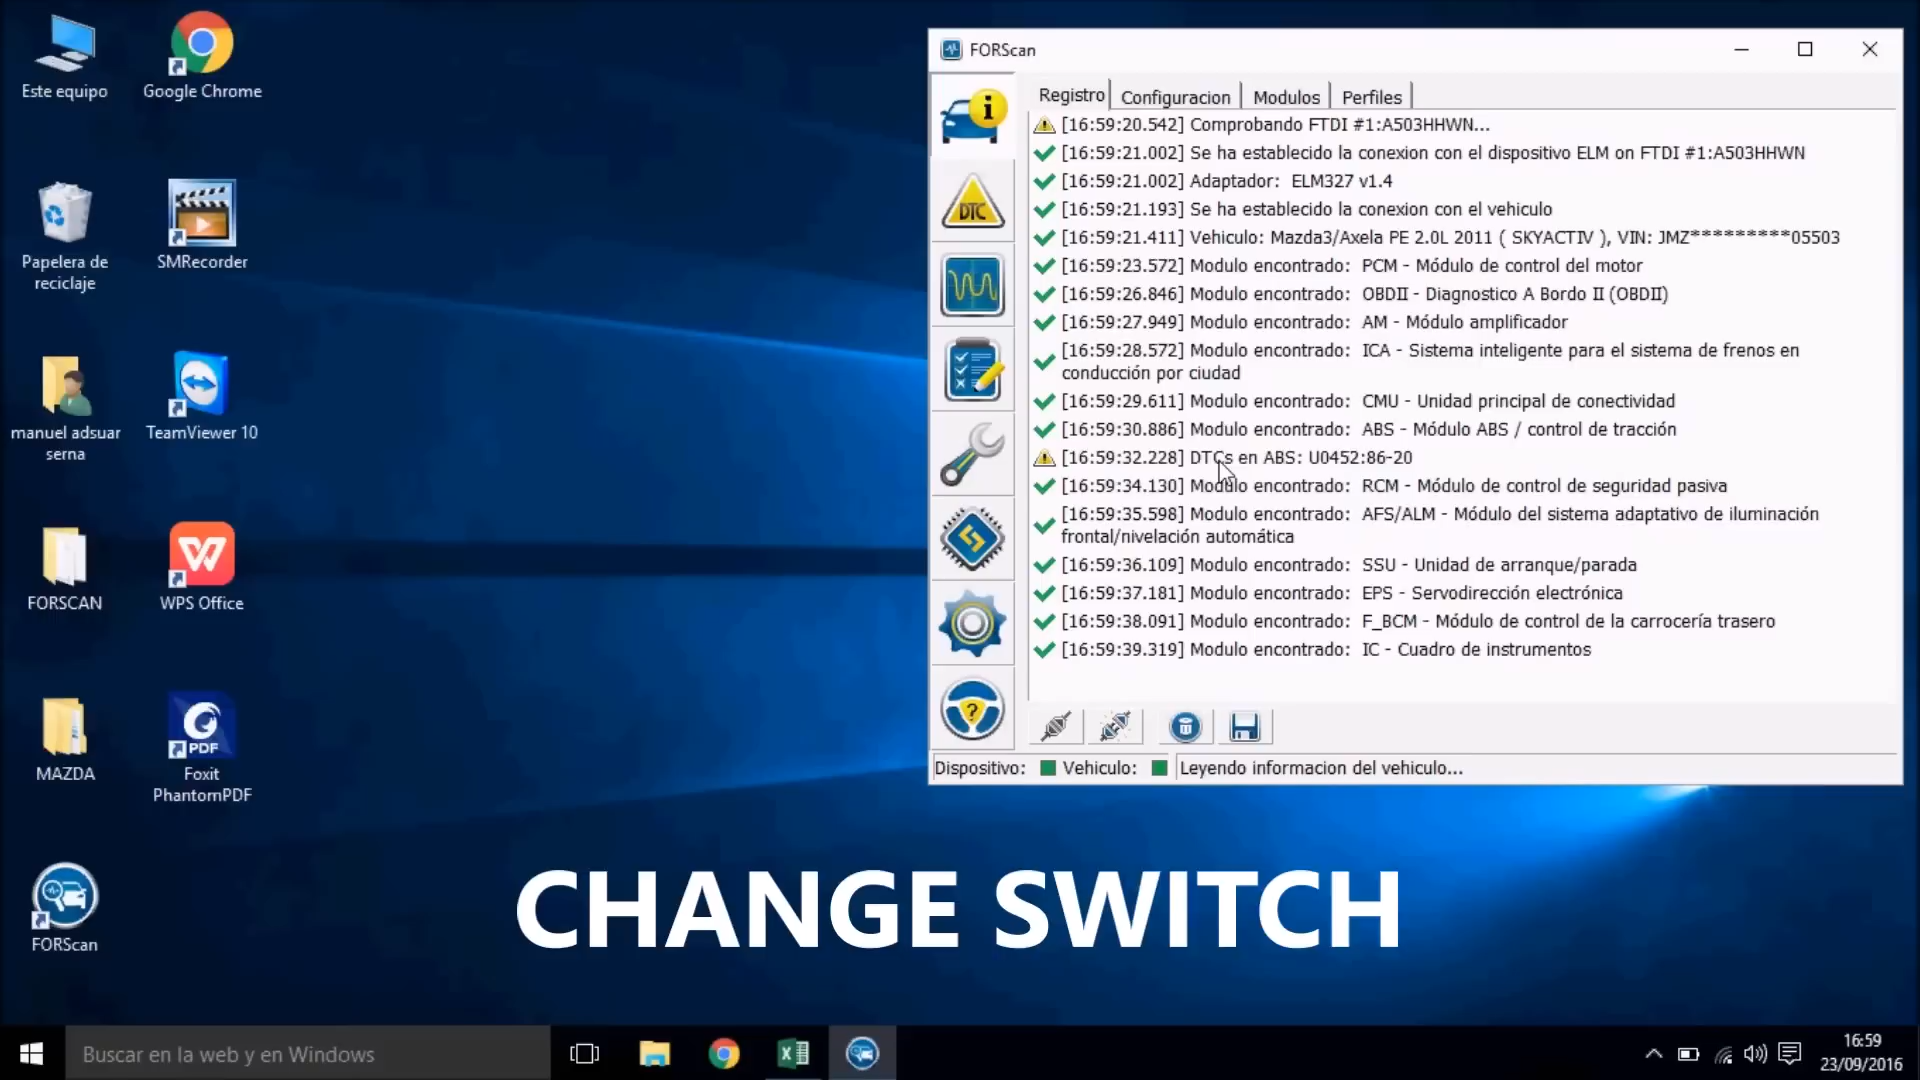 Este equipo
Google Chrome
Papelera de
reciclaje
SMRecorder
manuel adsuar
serna
TeamViewer 10
FORSCAN
WPS Office
MAZDA
PDF
Foxit
PhantomPDF
FORScan
FORScan
Registro Configuracion Modulos Perfiles
[16:59:20.542] Comprobando FTDI #1:A503HHWN...
[16:59:21.002] Se ha establecido la conexion con el dispositivo ELM on FTDI #1:A503HHWN
[16:59:21.002] Adaptador: ELM327 v1.4
[16:59:21.193] Se ha establecido la conexion con el vehiculo
[16:59:21.411] Vehiculo: Mazda3/Axela PE 2.0L 2011 ( SKYACTIV ), VIN: JMZ*********05503
[16:59:23.572] Modulo encontrado: PCM - Módulo de control del motor
[16:59:26.846] Modulo encontrado: OBDII - Diagnostico A Bordo II (OBDII)
[16:59:27.949] Modulo encontrado: AM - Módulo amplificador
[16:59:28.572] Modulo encontrado: ICA - Sistema inteligente para el sistema de frenos en
conducción por ciudad
[16:59:29.611] Modulo encontrado: CMU - Unidad principal de conectividad
[16:59:30.886] Modulo encontrado: ABS - Módulo ABS / control de tracción
[16:59:32.228] DTCs en ABS: U0452:86-20
[16:59:34.130] Modulo encontrado: RCM - Módulo de control de seguridad pasiva
[16:59:35.598] Modulo encontrado: AFS/ALM - Módulo del sistema adaptativo de iluminación
frontal/nivelación automática
[16:59:36.109] Modulo encontrado: SSU - Unidad de arranque/parada
[16:59:37.181] Modulo encontrado: EPS - Servodirección electrónica
[16:59:38.091] Modulo encontrado: F_BCM - Módulo de control de la carrocería trasero
[16:59:39.319] Modulo encontrado: IC - Cuadro de instrumentos
DTC
Dispositivo: Vehiculo: Leyendo informacion del vehiculo...
CHANGE SWITCH
Buscar en la web y en Windows
16:59
23/09/2016